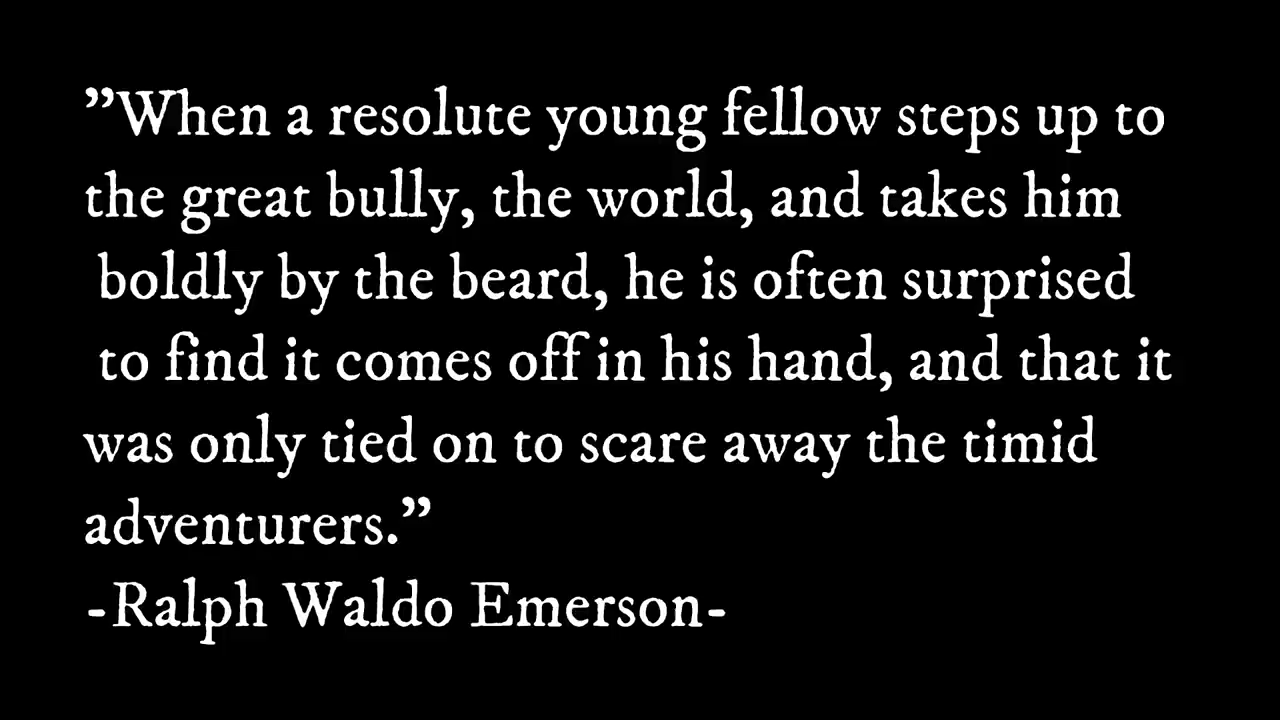 ”When a resolute young fellow steps up to
the great bully, the world, and takes him
boldly by the beard, he is often surprised
to find it comes off in his hand, and that it
was only tied on to scare away the timid
adventurers.”
-Ralph Waldo Emerson-